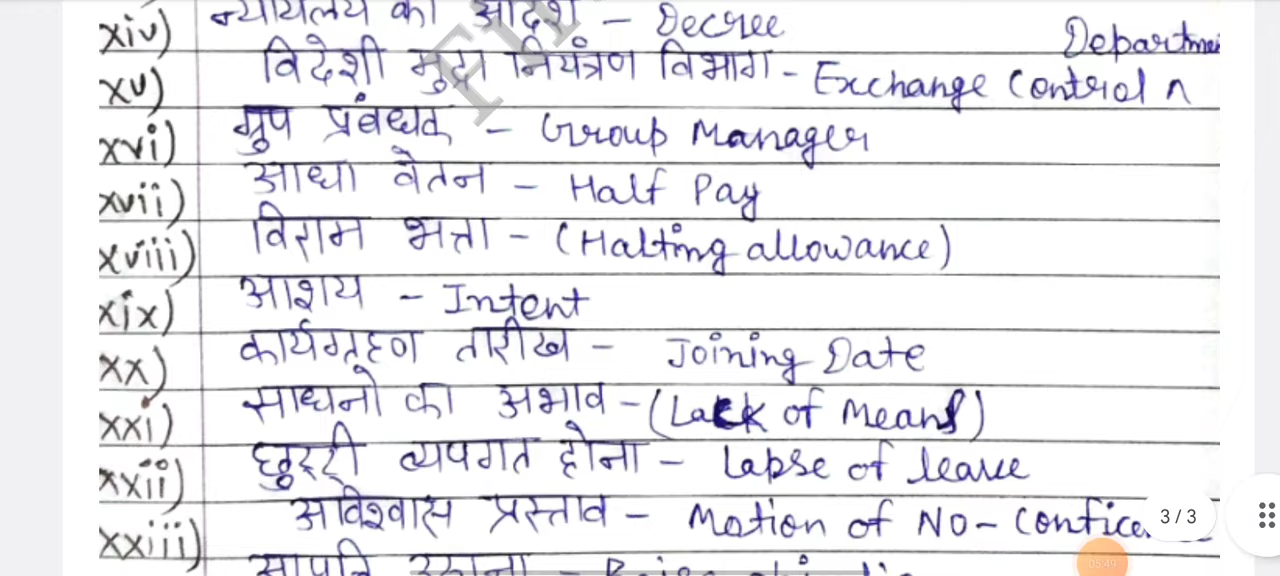 xiv) न्यायलय का आदेश - Decree
xv) विदेशी मुद्रा नियंत्रण विभाग - Exchange Control
xvi) ग्रुप प्रबंधक - Group Manager
xvii) आधा वेतन - Half Pay
xviii) विराम भत्ता - (Halting allowance)
xix) आशय - Intent
xx) कार्यग्रहण तारीख - Joining Date
xxi) साधनो का अभाव - (Lack of Means)
xxii) छुट्टी व्यपगत होना - Lapse of leave
xxiii) अविश्वास प्रस्ताव - Motion of No-
3 / 3
05:49